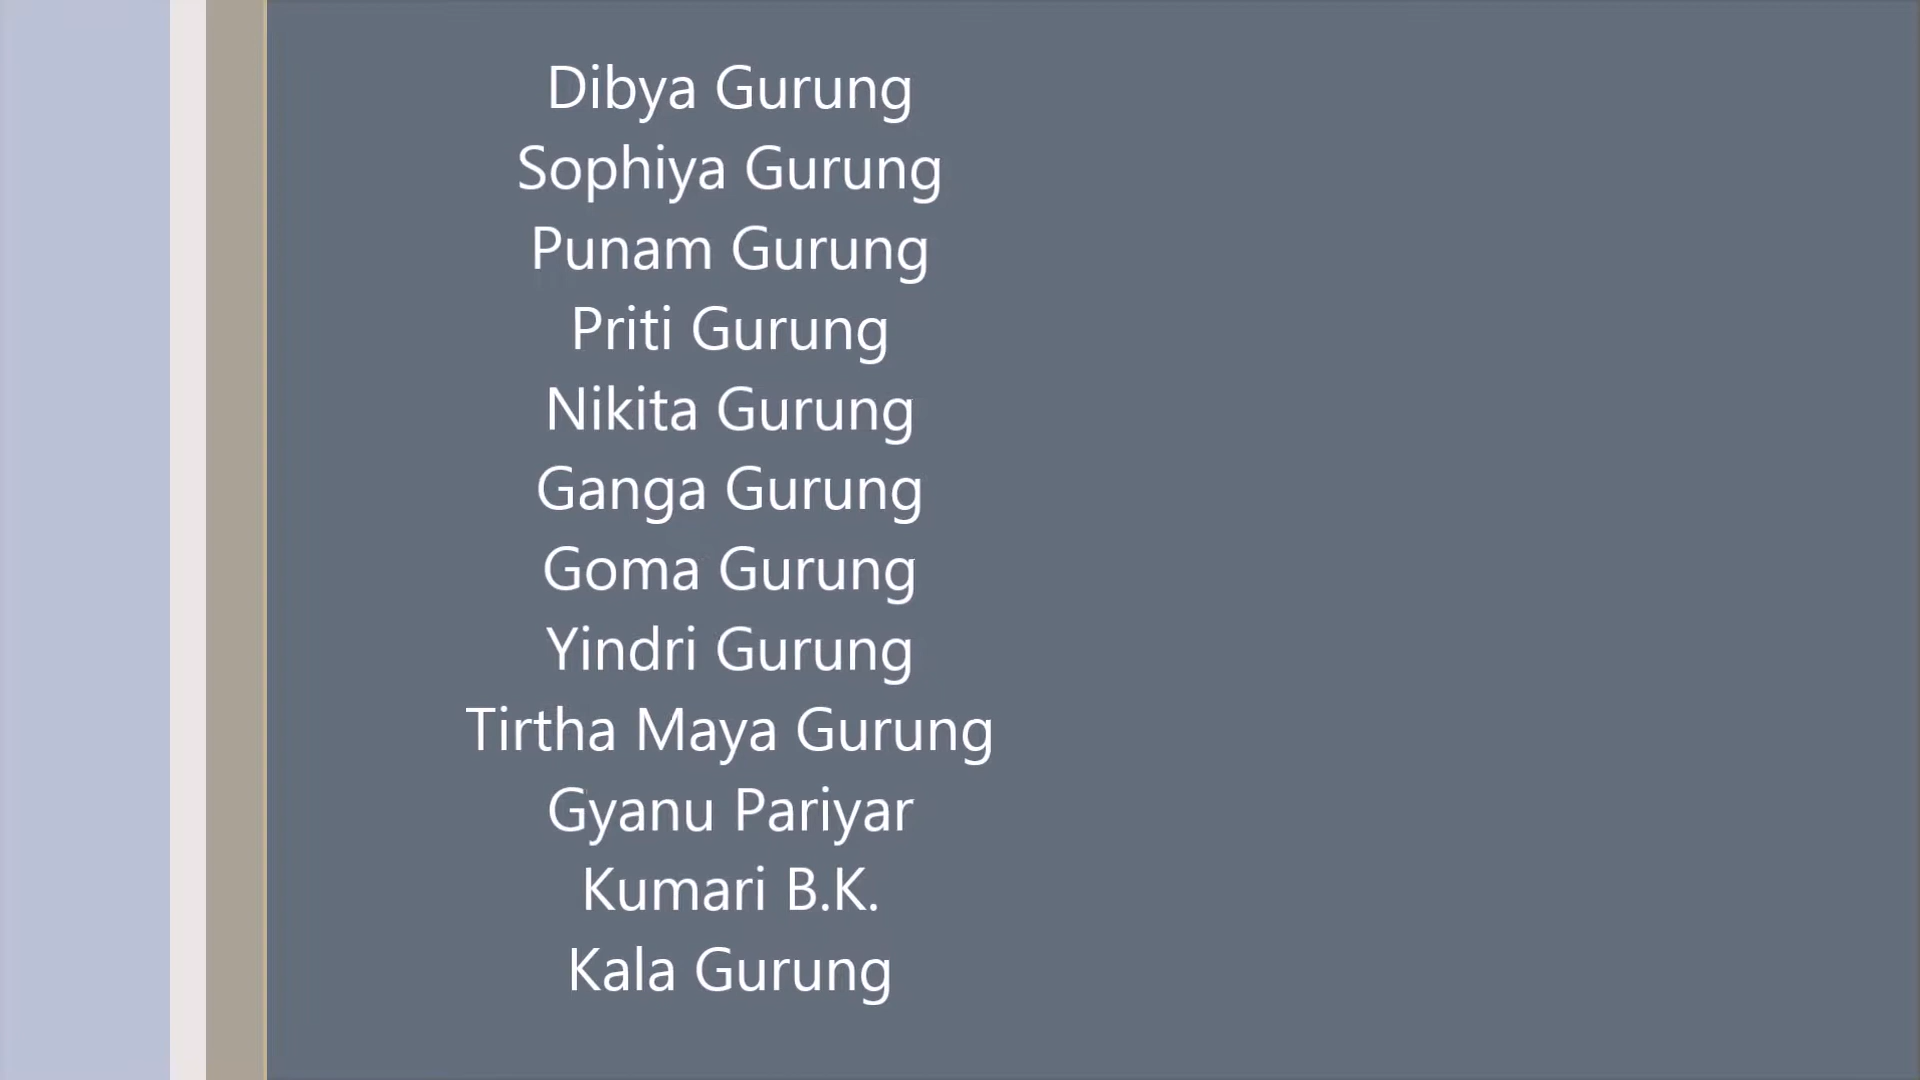 Dibya Gurung
Sophiya Gurung
Punam Gurung
Priti Gurung
Nikita Gurung
Ganga Gurung
Goma Gurung
Yindri Gurung
Tirtha Maya Gurung
Gyanu Pariyar
Kumari B.K.
Kala Gurung